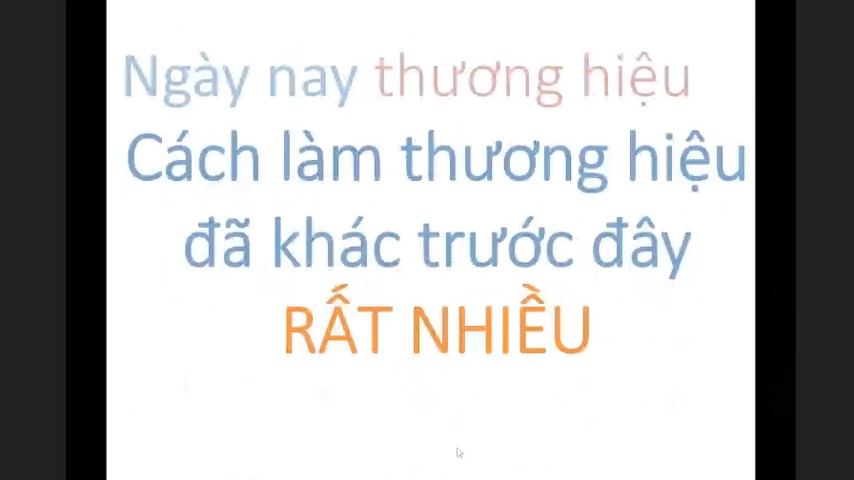 Ngày nay thương hiệu
Cách làm thương hiệu
đã khác trước đây
RẤT NHIỀU